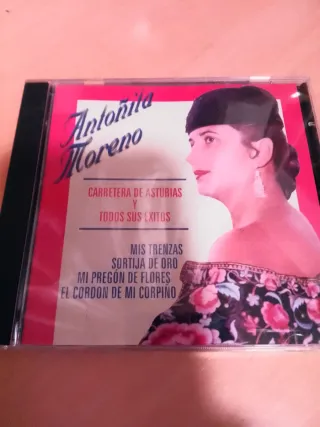 Antoñita
Moreno
CARRETERA DE ASTURIAS
Y
TODOS SUS EXITOS
MIS TRENZAS
SORTIJA DE ORO
MI PREGÓN DE FLORES
EL CORDON DE MI CORPIÑO